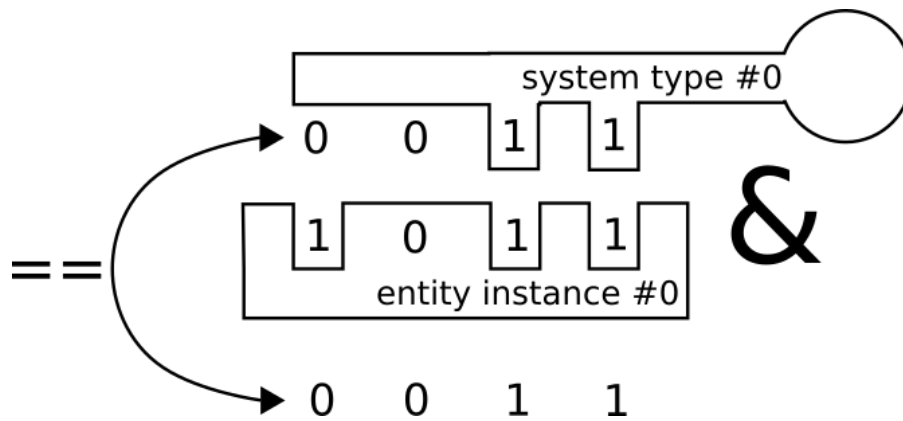 system type #0
0 0 1 1
&
1 0 1 1
==
entity instance #0
0 0 1 1